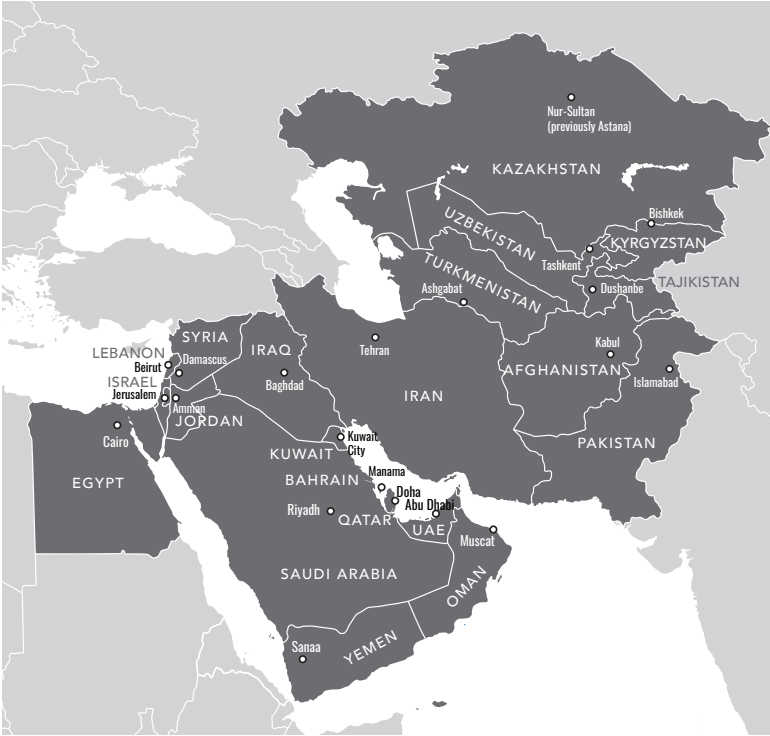 Nur-Sultan
(previously Astana)
KAZAKHSTAN
Bishkek
UZBEKISTAN
KYRGYZSTAN
Tashkent
TURKMENISTAN
TAJIKISTAN
Ashgabat
Dushanbe
SYRIA
LEBANON
IRAQ
Tehran
Kabul
Beirut
Damascus
AFGHANISTAN
Islamabad
ISRAEL
Baghdad
Jerusalem
IRAN
Amman
JORDAN
Cairo
Kuwait
City
PAKISTAN
KUWAIT
Manama
EGYPT
BAHRAIN
Doha
Abu Dhabi
Riyadh
QATAR
UAE
Muscat
SAUDI ARABIA
OMAN
Sanaa
YEMEN